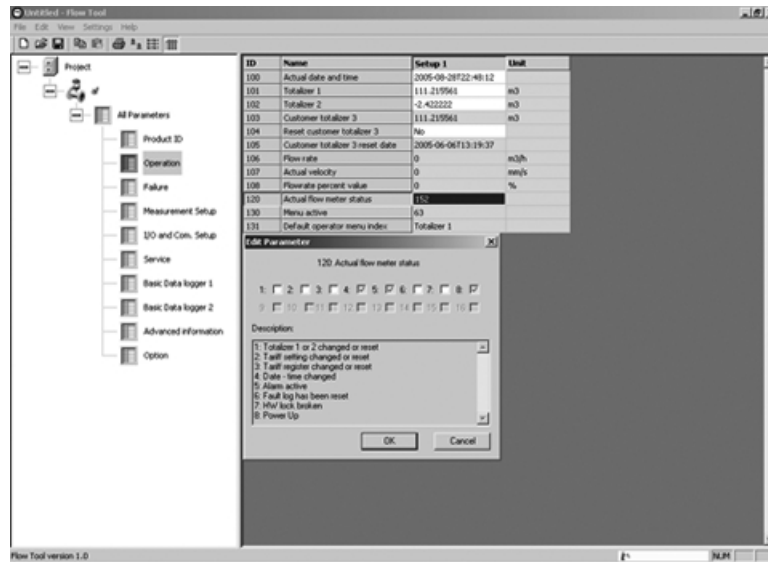 Untitled - Flow Tool
File Edit View Settings Help
Project
of
All Parameters
Product ID
Operation
Failure
Measurement Setup
I/O and Com. Setup
Service
Basic Data logger 1
Basic Data logger 2
Advanced information
Option
ID Name Setup 1 Unit
100 Actual date and time 2005-08-28T22:48:12
101 Totalizer 1 111.215561 m3
102 Totalizer 2 -2.422222 m3
103 Customer totalizer 3 111.215561 m3
104 Reset customer totalizer 3 No
105 Customer totalizer 3 reset date 2005-06-06T13:19:37
106 Flow rate 0 m3/h
107 Actual velocity 0 mm/s
108 Flowrate percent value 0 %
120 Actual flow meter status 152
130 Menu active 63
131 Default operator menu index Totalizer 1
Edit Parameter
120 Actual flow meter status
1: 2: 3: 4: 5: 6: 7: 8:
9 10 11 12 13 14 15 16
Description:
1: Totalizer 1 or 2 changed or reset
2: Tariff setting changed or reset
3: Tariff register changed or reset
4: Date - time changed
5: Alarm active
6: Fault log has been reset
7: HW lock broken
8: Power Up
OK Cancel
Flow Tool version 1.0
NUM